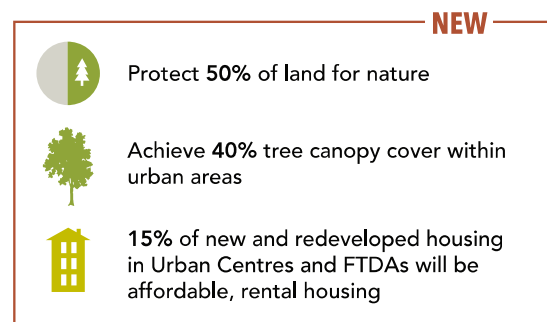 NEW
Protect 50% of land for nature
Achieve 40% tree canopy cover within
urban areas
15% of new and redeveloped housing
in Urban Centres and FTDAs will be
affordable, rental housing